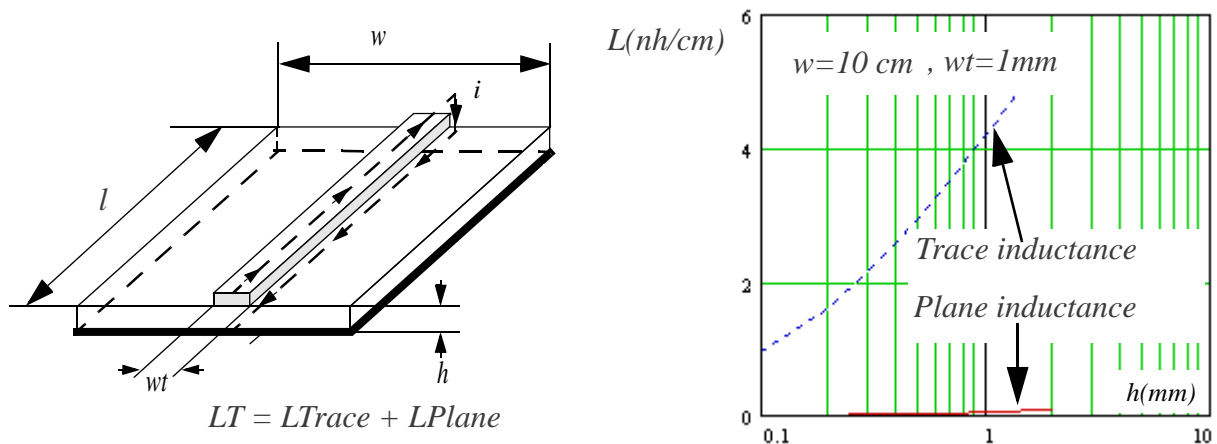 w
i
l
wt
h
LT = LTrace + LPlane
L(nh/cm)
w=10 cm , wt=1mm
Trace inductance
Plane inductance
h(mm)
6
4
2
0
0.1
1
10